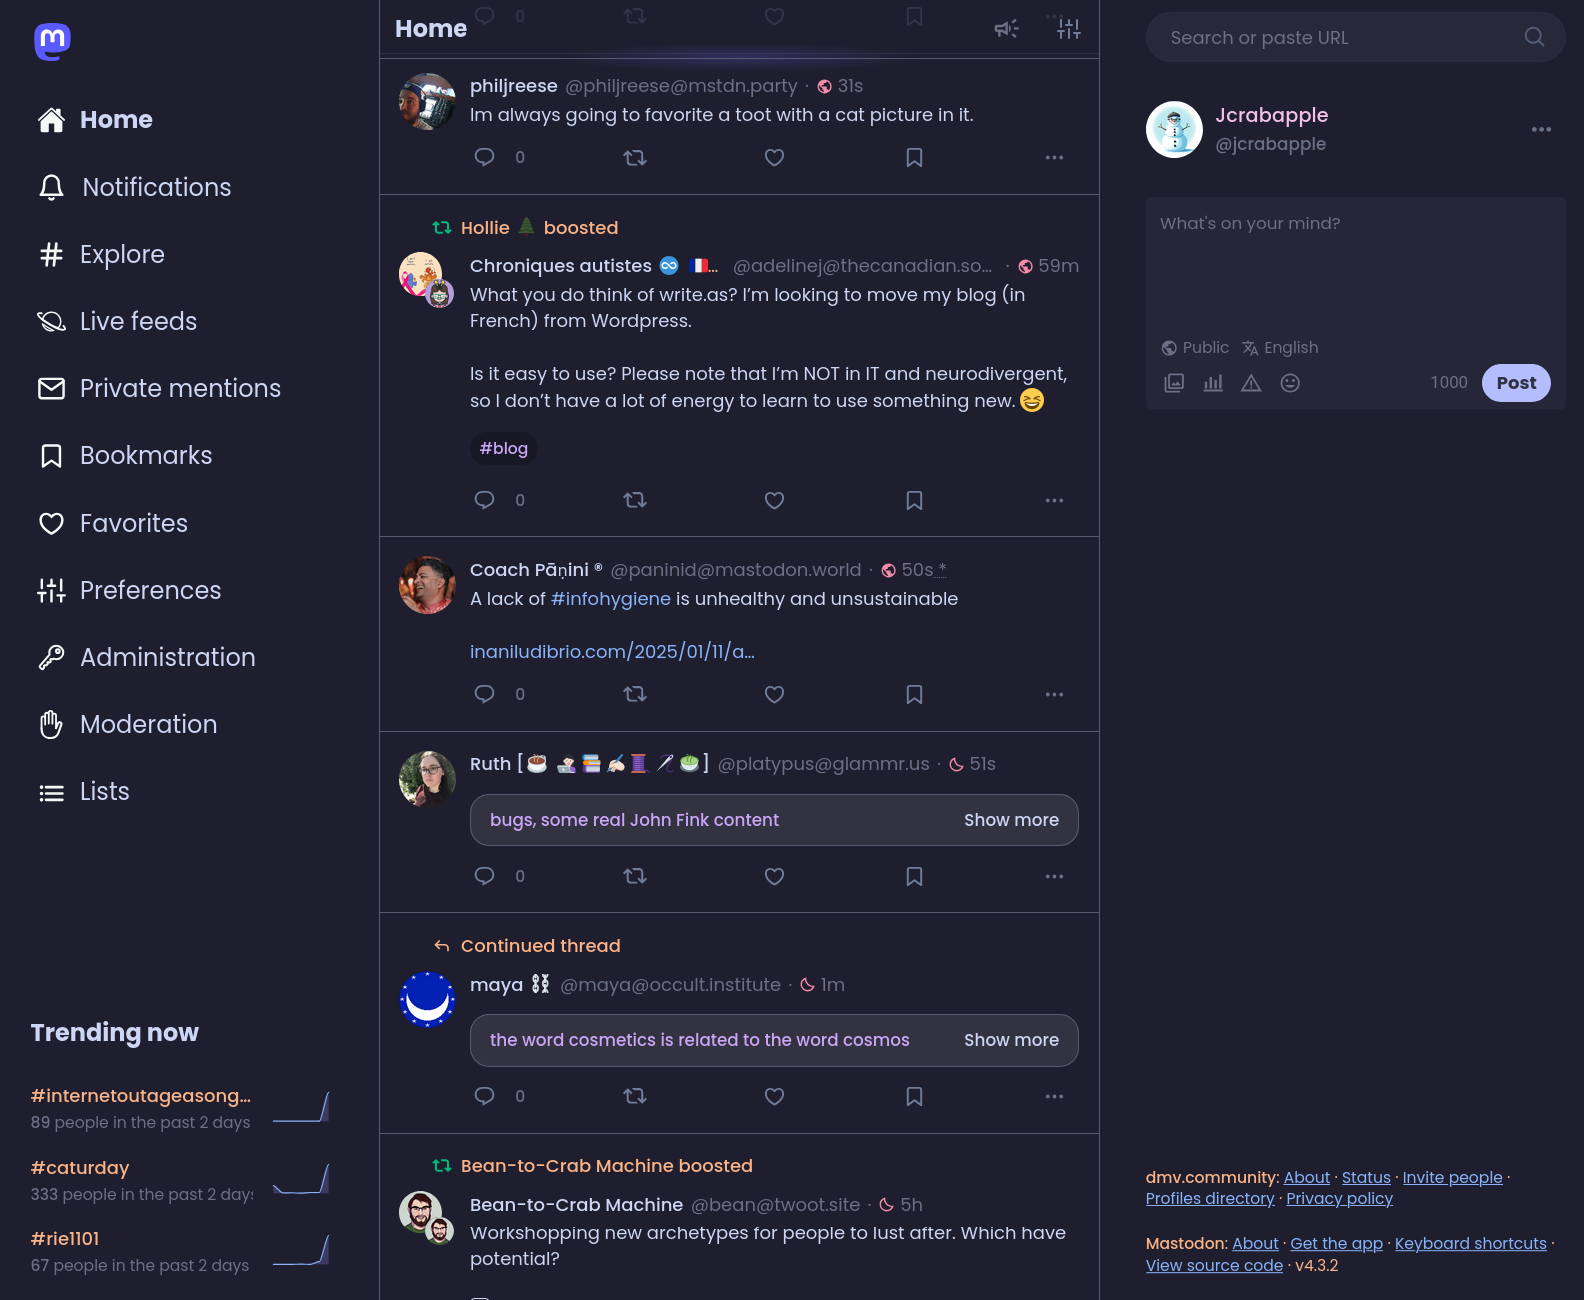 Home
Notifications
Explore
Live feeds
Private mentions
Bookmarks
Favorites
Preferences
Administration
Moderation
Lists
Trending now
#internetoutageasong…
89 people in the past 2 days
#caturday
333 people in the past 2 days
#rie1101
67 people in the past 2 days
0
Home
philjreese @philjreese@mstdn.party · 31s
Im always going to favorite a toot with a cat picture in it.
0
Hollie 🌲 boosted
Chroniques autistes ♾️ 🇫🇷… @adelinej@thecanadian.so… · 59m
What you do think of write.as? I’m looking to move my blog (in
French) from Wordpress.
Is it easy to use? Please note that I’m NOT in IT and neurodivergent,
so I don’t have a lot of energy to learn to use something new. 😆
#blog
0
Coach Pāṇini ® @paninid@mastodon.world · 50s *
A lack of #infohygiene is unhealthy and unsustainable
inaniludibrio.com/2025/01/11/a…
0
Ruth [☕ 👩🏻‍💻📚✍🏻🧵🪡🍵] @platypus@glammr.us · 51s
bugs, some real John Fink content Show more
0
Continued thread
maya ⛓️ @maya@occult.institute · 1m
the word cosmetics is related to the word cosmos Show more
0
Bean-to-Crab Machine boosted
Bean-to-Crab Machine @bean@twoot.site · 5h
Workshopping new archetypes for people to lust after. Which have
potential?
Search or paste URL
Jcrabapple
@jcrabapple
What's on your mind?
Public English
1000 Post
dmv.community: About · Status · Invite people ·
Profiles directory · Privacy policy
Mastodon: About · Get the app · Keyboard shortcuts ·
View source code · v4.3.2